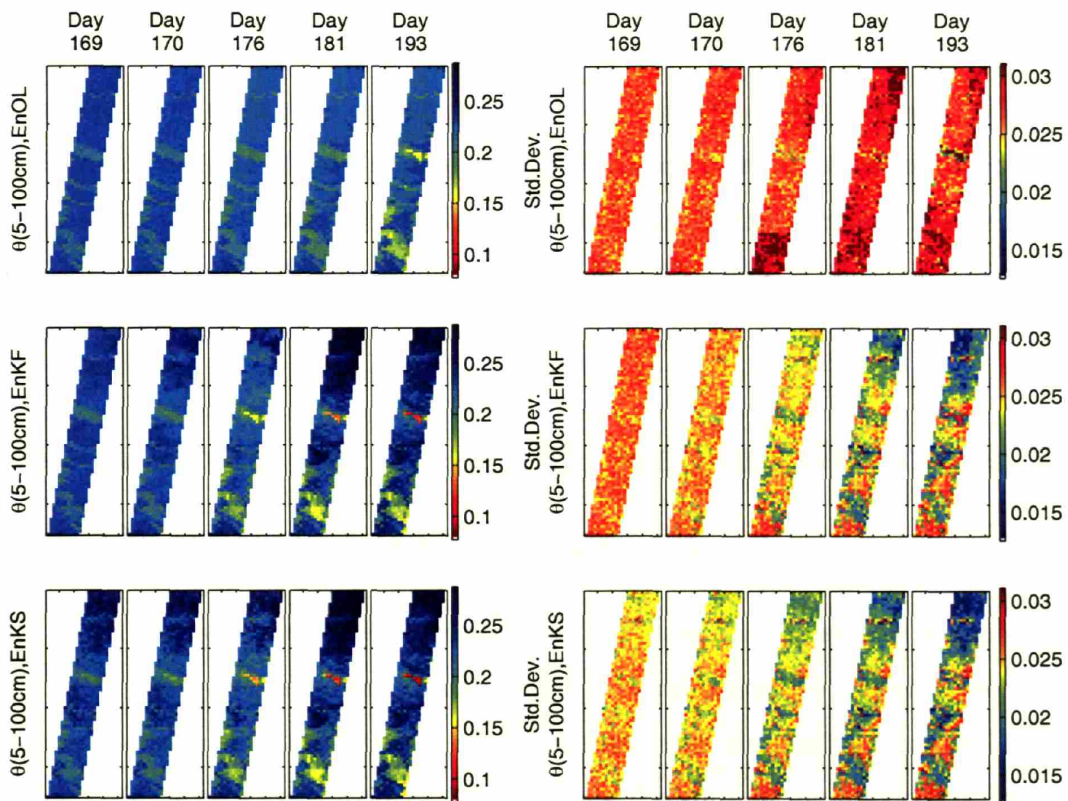 Day 169
Day 170
Day 176
Day 181
Day 193
θ(5-100cm),EnOL
0.25
0.2
0.15
0.1
Day 169
Day 170
Day 176
Day 181
Day 193
Std.Dev.
θ(5-100cm),EnOL
0.03
0.025
0.02
0.015
θ(5-100cm),EnKF
0.25
0.2
0.15
0.1
Std.Dev.
θ(5-100cm),EnKF
0.03
0.025
0.02
0.015
θ(5-100cm),EnKS
0.25
0.2
0.15
0.1
Std.Dev.
θ(5-100cm),EnKS
0.03
0.025
0.02
0.015